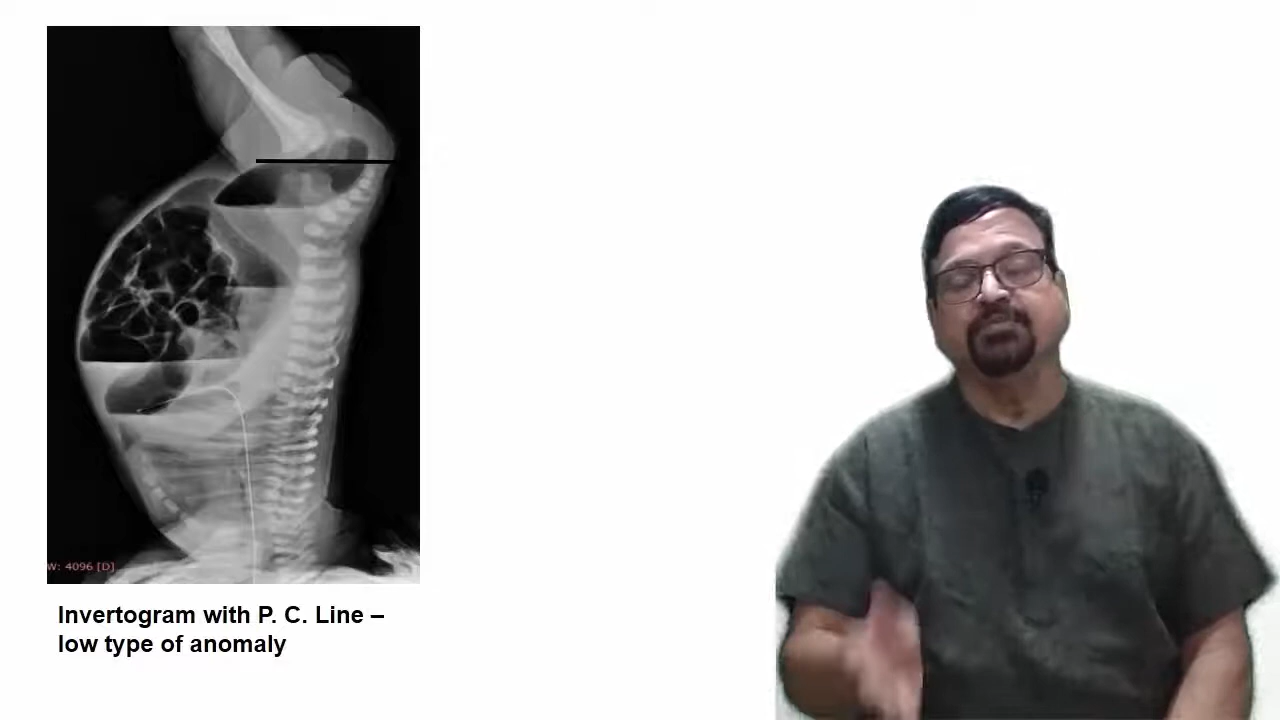 W: 4096 [D]
Invertogram with P. C. Line –
low type of anomaly